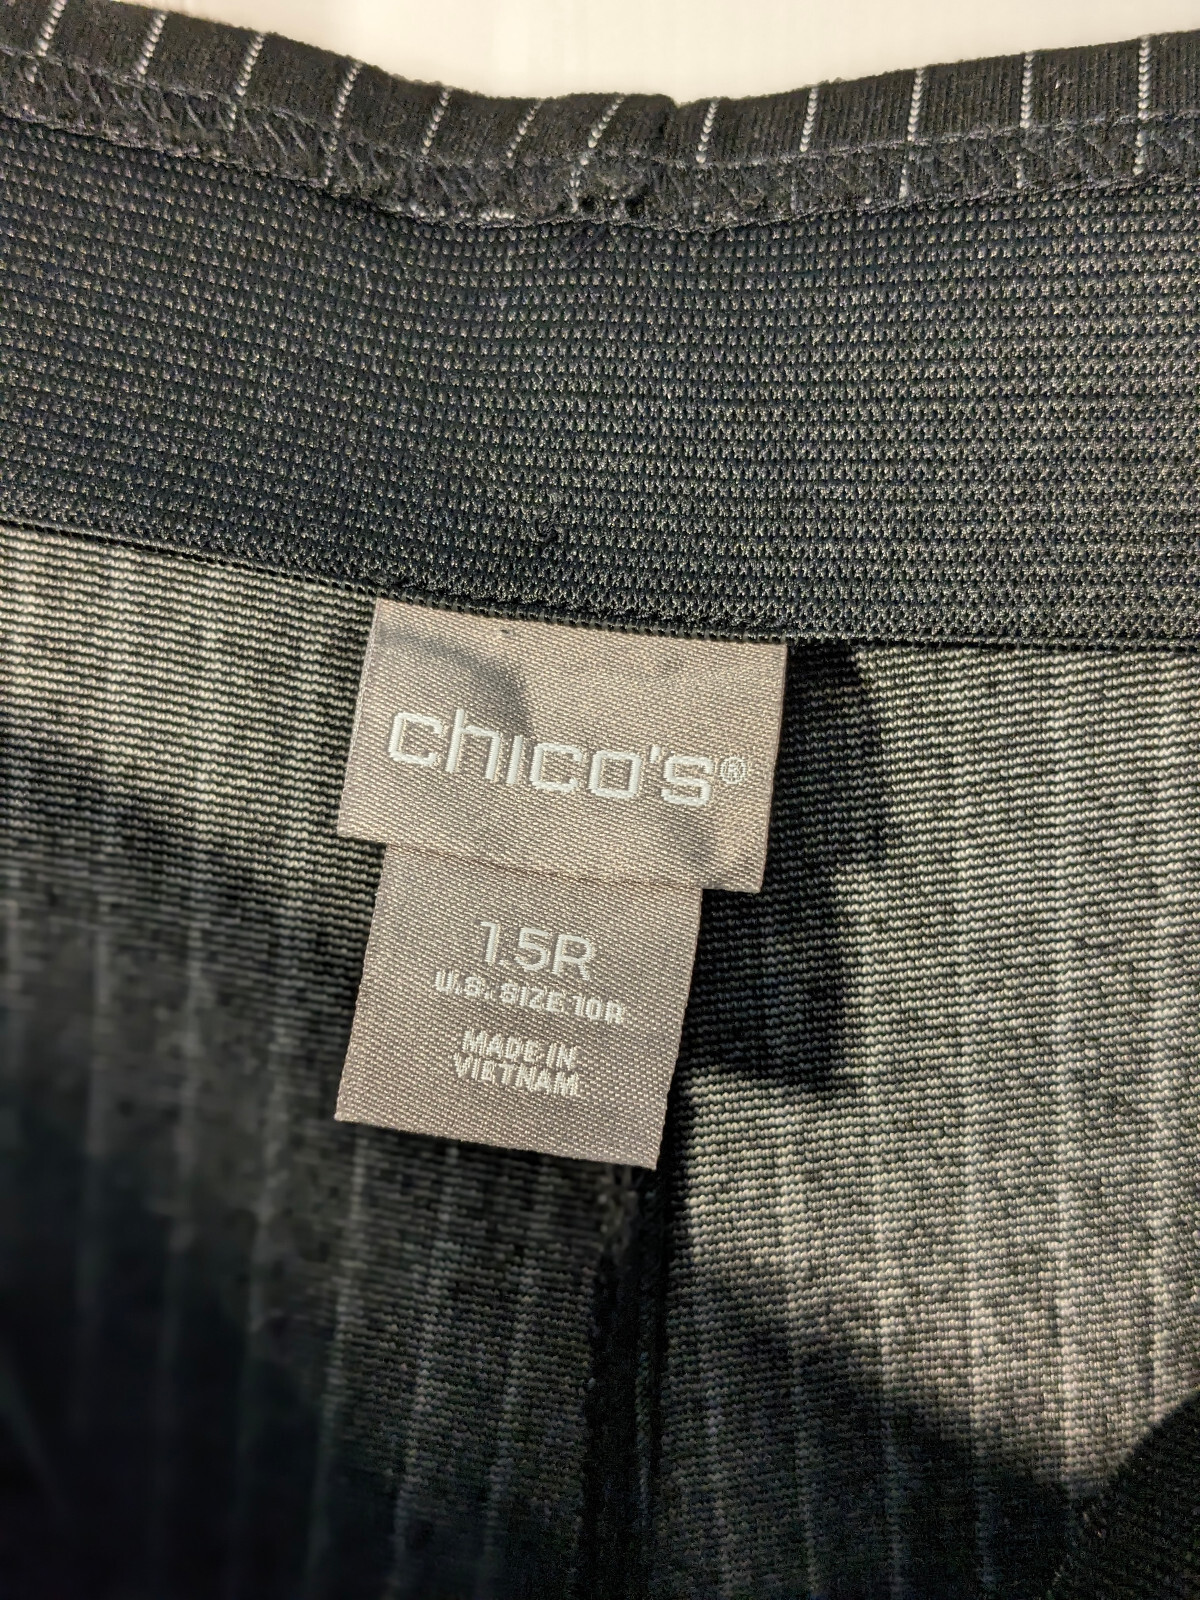 chico's®
1.5R
U.S. SIZE 10R
MADE IN
VIETNAM